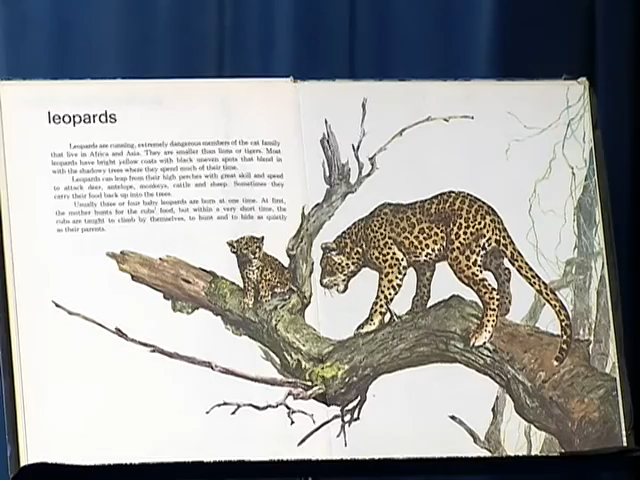 leopards
Leopards are cunning, extremely dangerous members of the cat family
that live in Africa and Asia. They are smaller than lions or tigers. Most
leopards have bright yellow coats with black uneven spots that blend in
with the shadowy trees where they spend much of their time.
Leopards can leap from their high perches with great skill and speed
to attack deer, antelope, monkeys, cattle and sheep. Sometimes they
carry their food back up into the trees.
Usually three or four baby leopards are born at one time. At first,
the mother hunts for the cubs' food, but within a very short time, the
cubs are taught to climb by themselves, to hunt and to hide as quietly
as their parents.